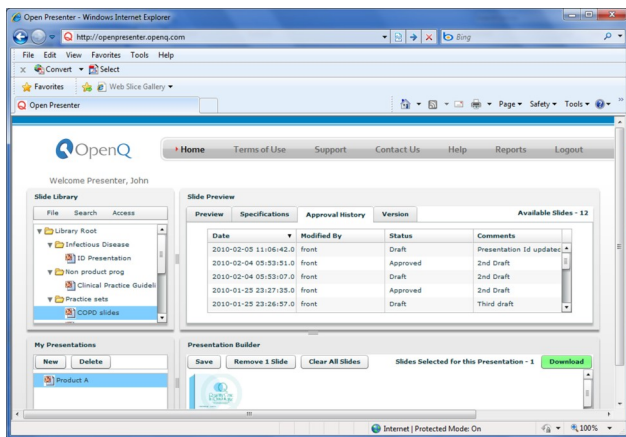 Open Presenter - Windows Internet Explorer
http://openpresenter.openq.com
Bing
File Edit View Favorites Tools Help
x Convert Select
Favorites Web Slice Gallery
Open Presenter
Page Safety Tools
OpenQ
Home Terms of Use Support Contact Us Help Reports Logout
Welcome Presenter, John
Slide Library
File Search Access
Library Root
Infectious Disease
ID Presentation
Non product prog
Clinical Practice Guideli
Practice sets
COPD slides
Slide Preview
Preview Specifications Approval History Version Available Slides - 12
Date Modified By Status Comments
2010-02-05 11:06:42.0 front Draft Presentation Id updated
2010-02-04 05:53:51.0 front Approved 2nd Draft
2010-02-04 05:53:07.0 front Draft 2nd Draft
2010-01-25 23:27:35.0 front Approved 2nd Draft
2010-01-25 23:26:57.0 front Draft Third draft
My Presentations
New Delete
Product A
Presentation Builder
Save Remove 1 Slide Clear All Slides Slides Selected for this Presentation - 1 Download
Internet | Protected Mode: On 100%